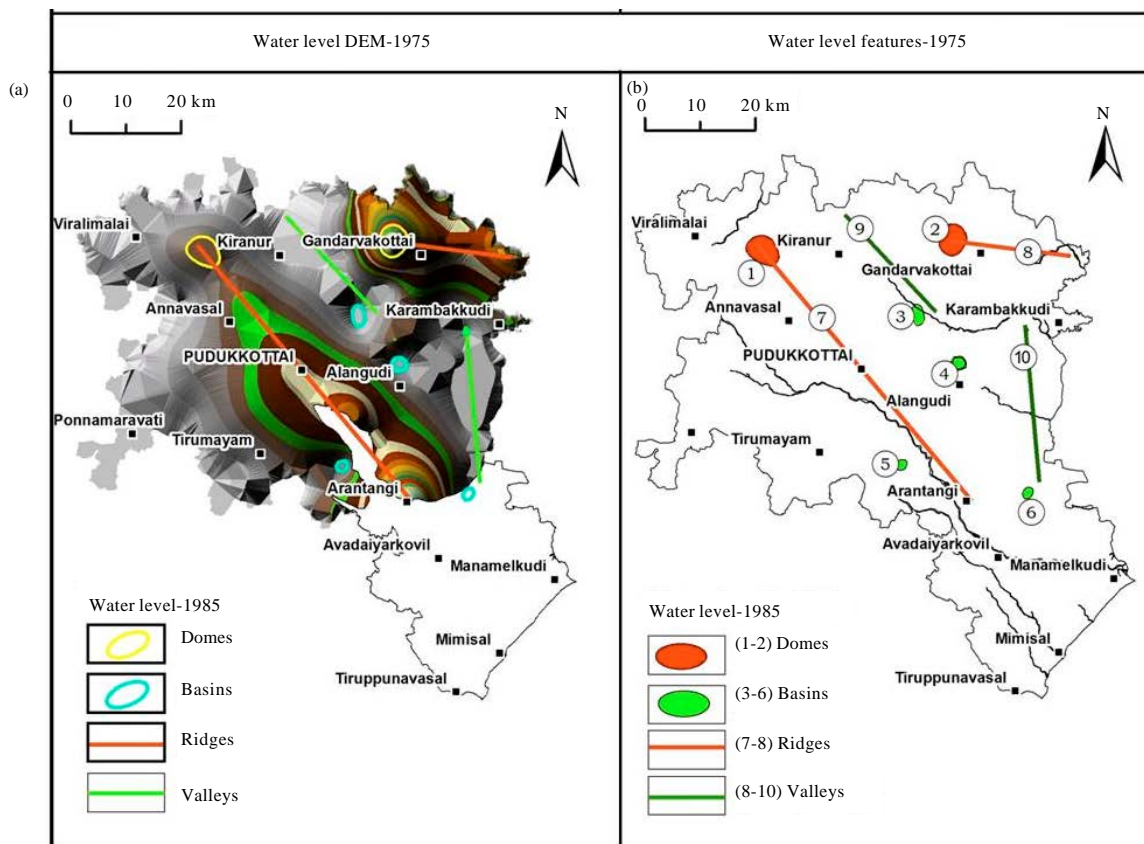 Water level DEM-1975
Water level features-1975
(a)
0 10 20 km
N
Viralimalai
Kiranur
Gandarvakottai
Annavasal
Karambakkudi
PUDUKKOTTAI
Alangudi
Ponnamaravati
Tirumayam
Arantangi
Avadaiyarkovil
Manamelkudi
Mimisal
Tiruppunavasal
Water level-1985
Domes
Basins
Ridges
Valleys
(b)
0 10 20 km
N
Viralimalai
Kiranur
9
2
8
Gandarvakottai
1
Annavasal
7
3
Karambakkudi
PUDUKKOTTAI
4
10
Alangudi
Tirumayam
5
Arantangi
6
Avadaiyarkovil
Manamelkudi
Mimisal
Tiruppunavasal
Water level-1985
(1-2) Domes
(3-6) Basins
(7-8) Ridges
(8-10) Valleys